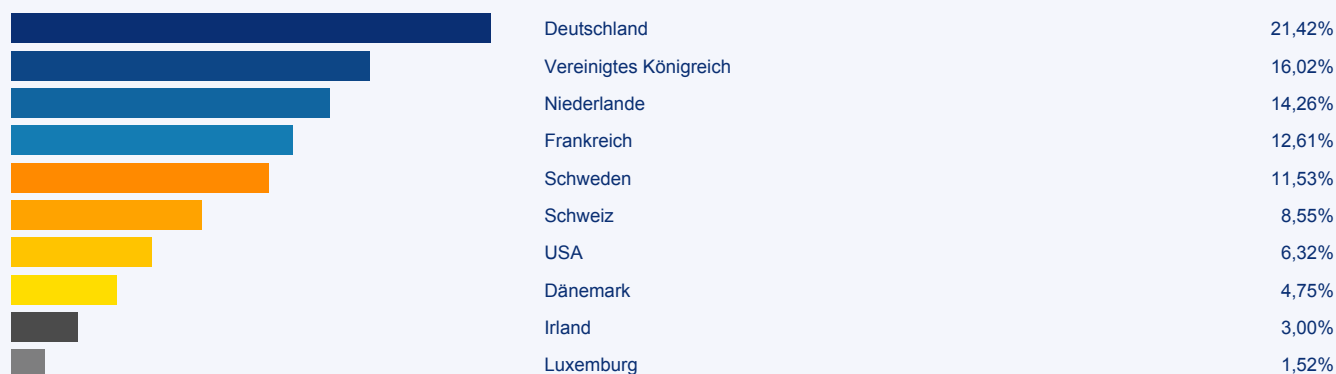 Deutschland 21,42%
Vereinigtes Königreich 16,02%
Niederlande 14,26%
Frankreich 12,61%
Schweden 11,53%
Schweiz 8,55%
USA 6,32%
Dänemark 4,75%
Irland 3,00%
Luxemburg 1,52%